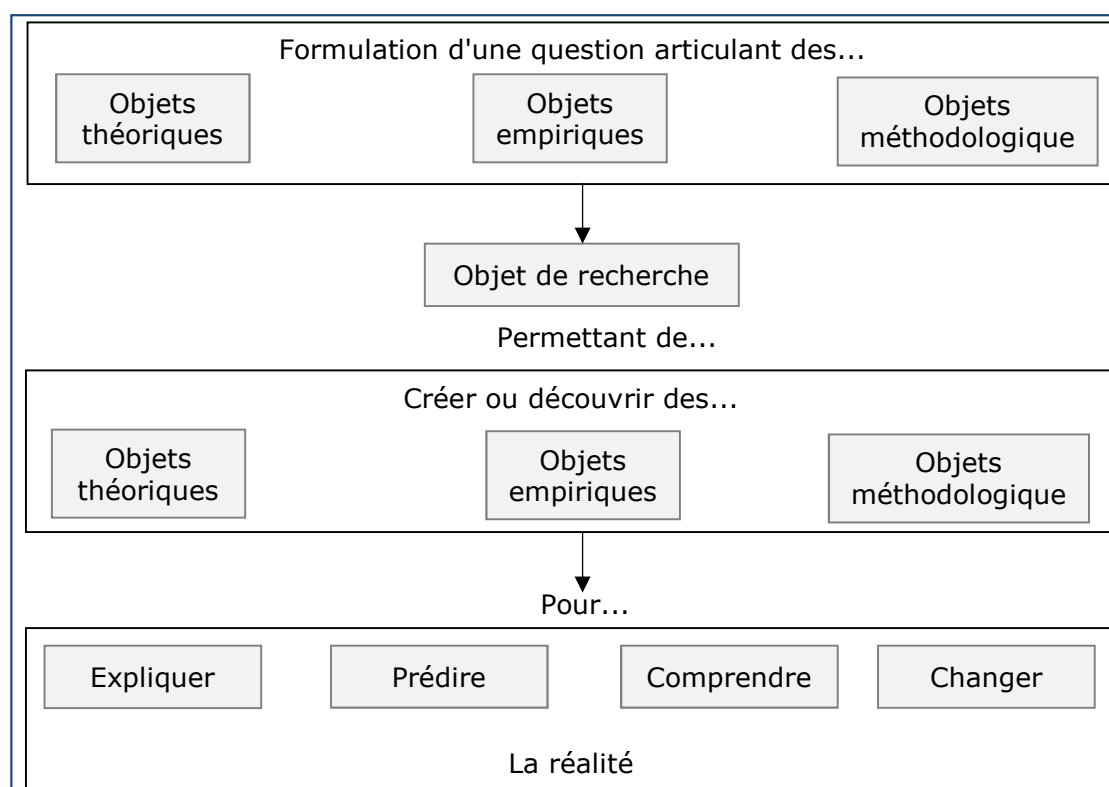 Formulation d'une question articulant des...
Objets
théoriques
Objets
empiriques
Objets
méthodologique
Objet de recherche
Permettant de...
Créer ou découvrir des...
Objets
théoriques
Objets
empiriques
Objets
méthodologique
Pour...
Expliquer
Prédire
Comprendre
Changer
La réalité